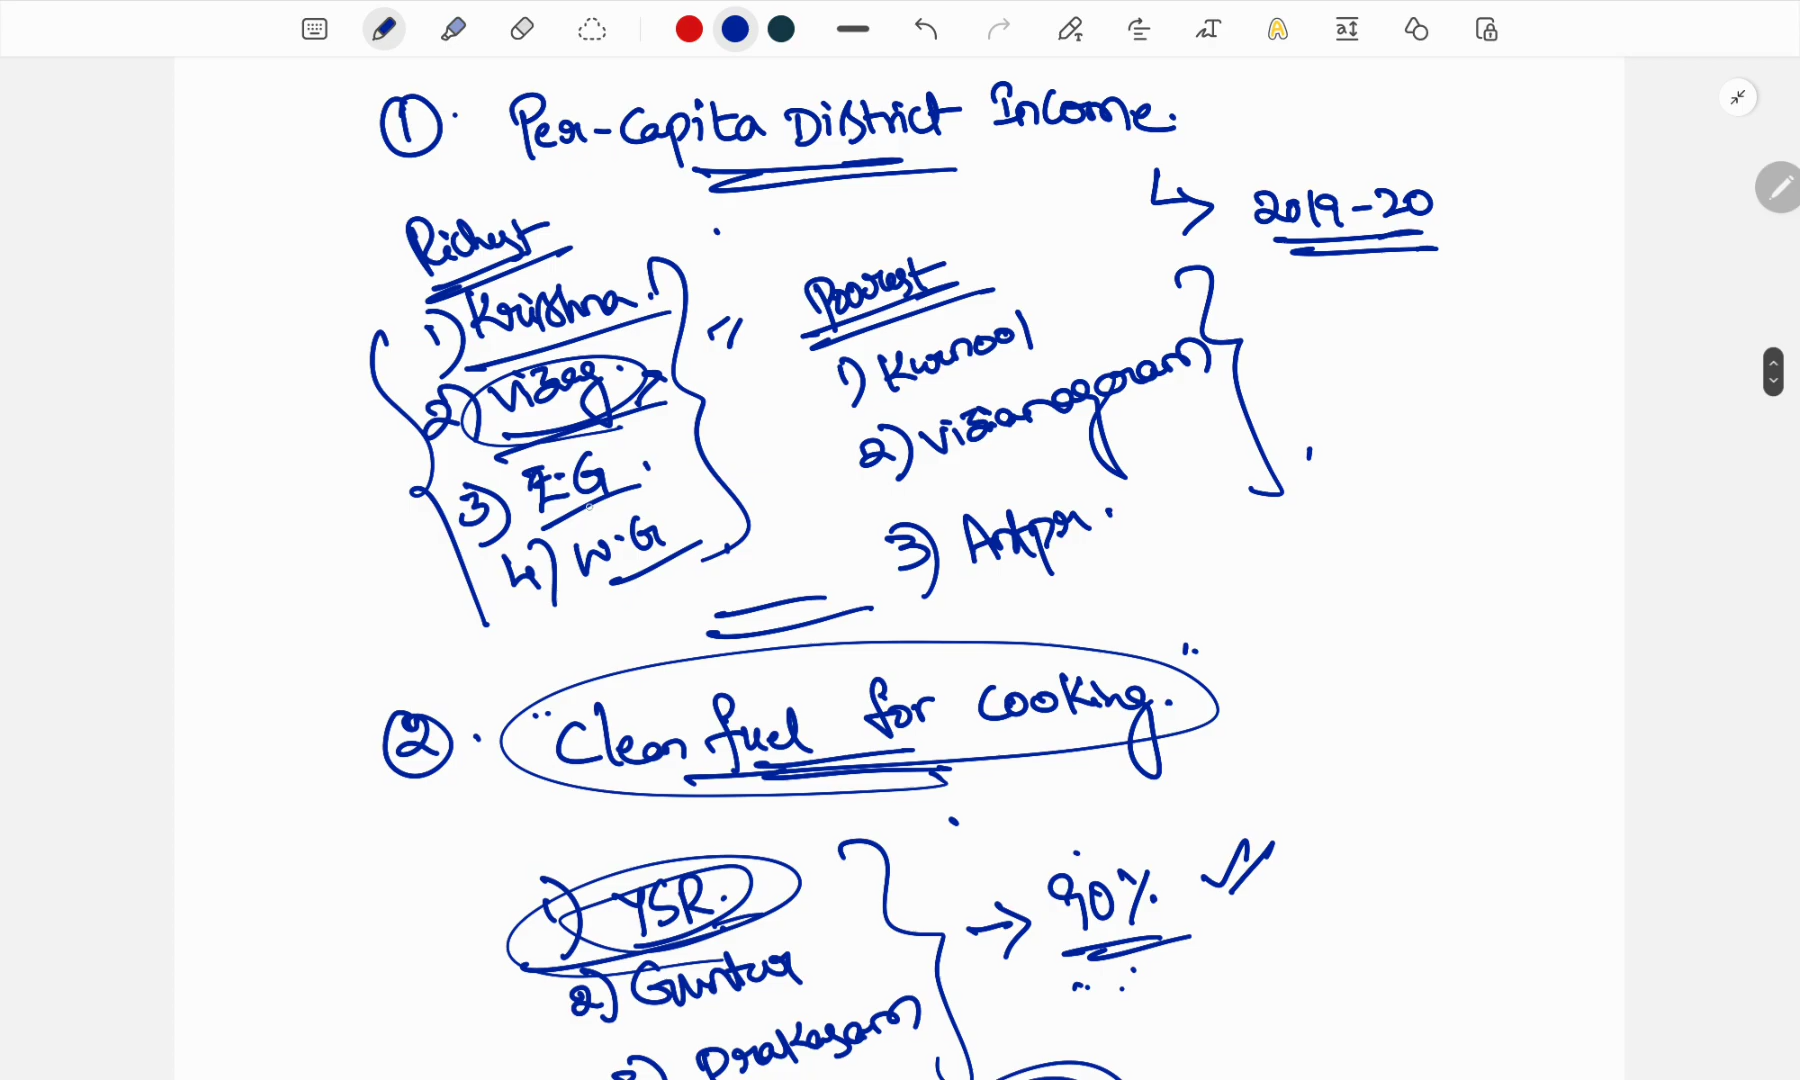 ① Per-Capita District Income.
↳ 2019-20
Richest
1) Krishna
2) Vizag
3) E.G
4) W.G
Poorest
1) Kurnool
2) Vizianagaram
3) Antpr
② Clean fuel for cooking.
1) YSR.
2) Guntur
3) Prakasam
→ 90%